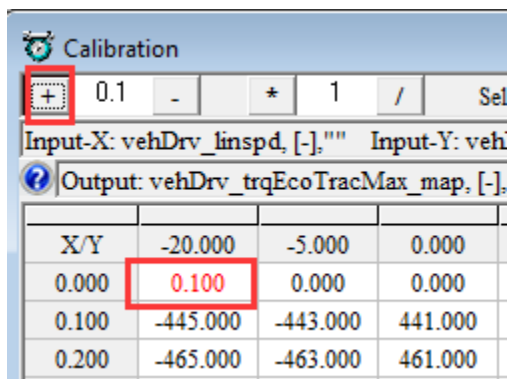 Calibration
+ 0.1 - * 1 / Sel
Input-X: vehDrv_linspd, [-],"" Input-Y: veh
Output: vehDrv_trqEcoTracMax_map, [-],
X/Y -20.000 -5.000 0.000
0.000 0.100 0.000 0.000
0.100 -445.000 -443.000 441.000
0.200 -465.000 -463.000 461.000